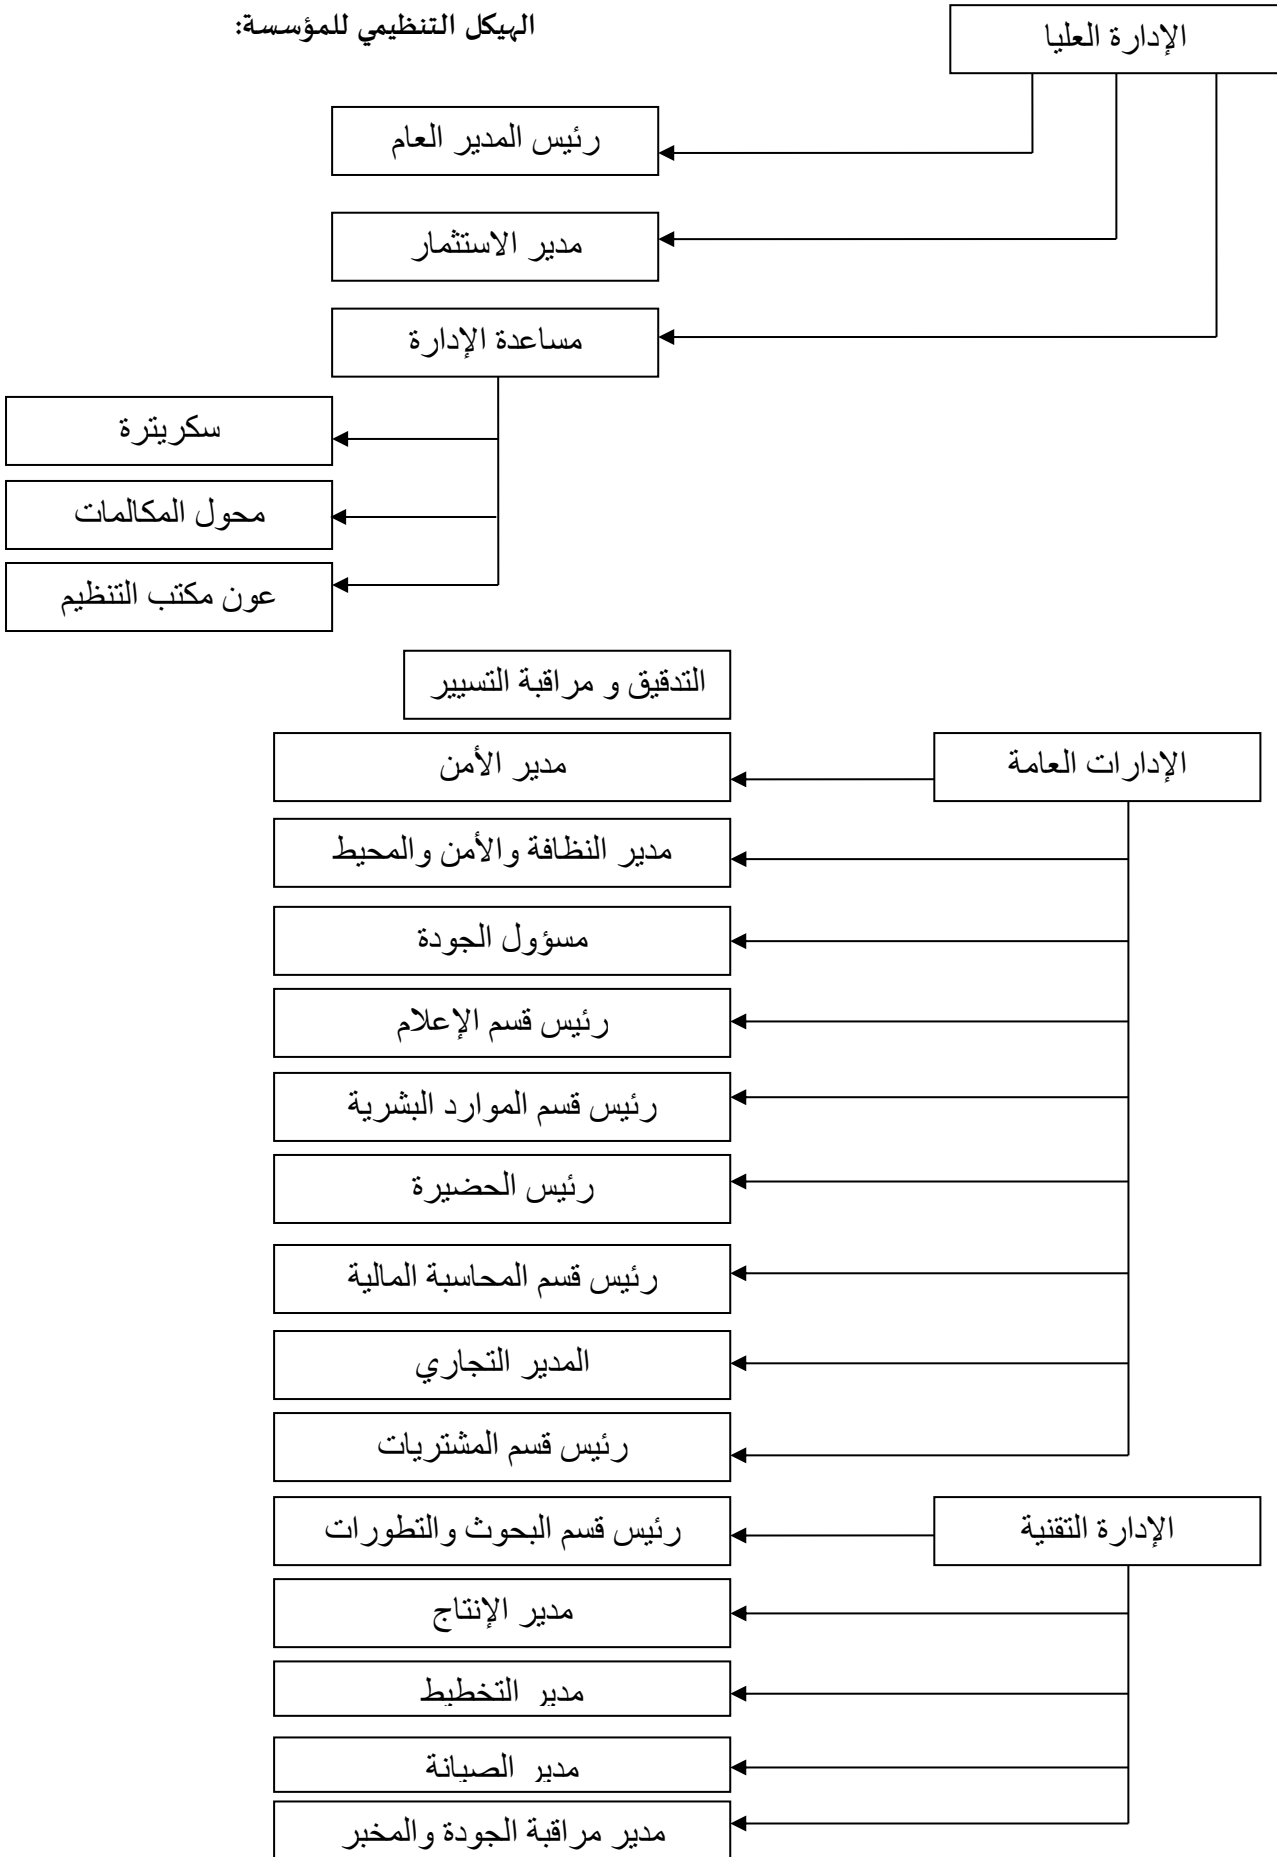 الهيكل التنظيمي للمؤسسة:
الإدارة العليا
رئيس المدير العام
مدير الاستثمار
مساعدة الإدارة
سكريترة
محول المكالمات
عون مكتب التنظيم
التدقيق و مراقبة التسيير
الإدارات العامة
مدير الأمن
مدير النظافة والأمن والمحيط
مسؤول الجودة
رئيس قسم الإعلام
رئيس قسم الموارد البشرية
رئيس الحضيرة
رئيس قسم المحاسبة المالية
المدير التجاري
رئيس قسم المشتريات
الإدارة التقنية
رئيس قسم البحوث والتطورات
مدير الإنتاج
مدير التخطيط
مدير الصيانة
مدير مراقبة الجودة والمخبر